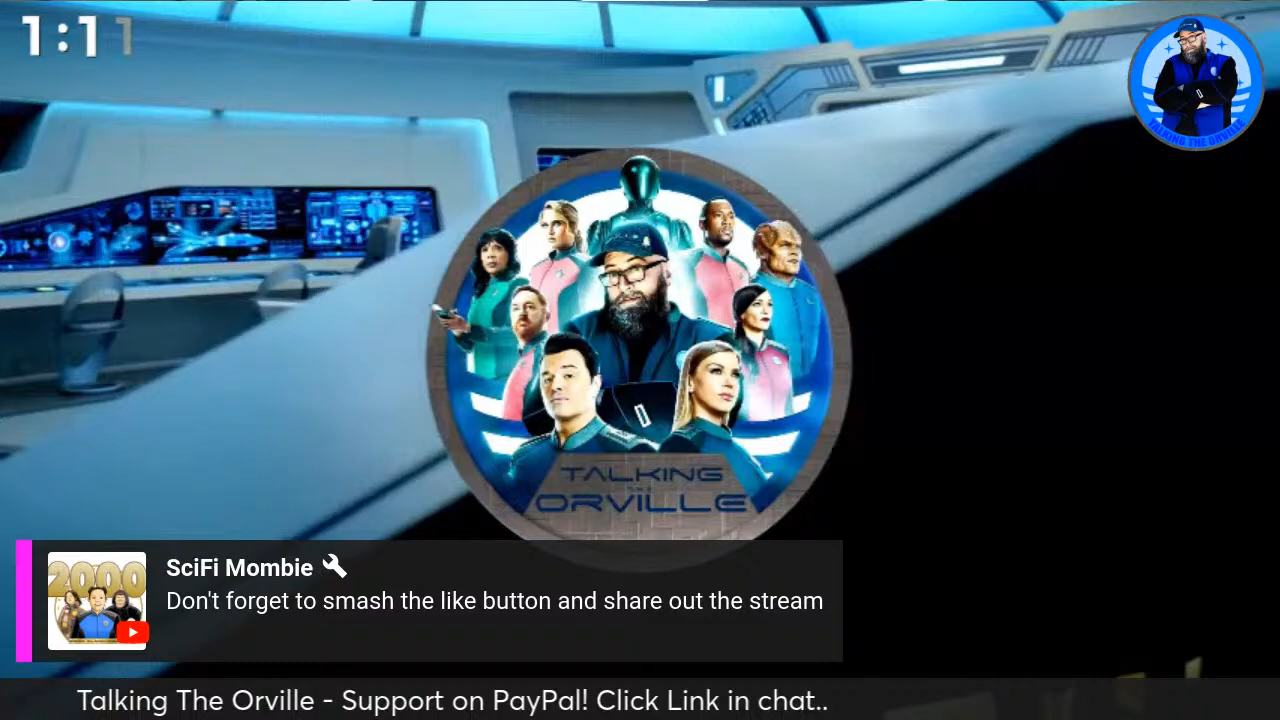 1:11
TALKING THE ORVILLE
TALKING
ORVILLE
2000
SciFi Mombie
Don't forget to smash the like button and share out the stream
Talking The Orville - Support on PayPal! Click Link in chat..